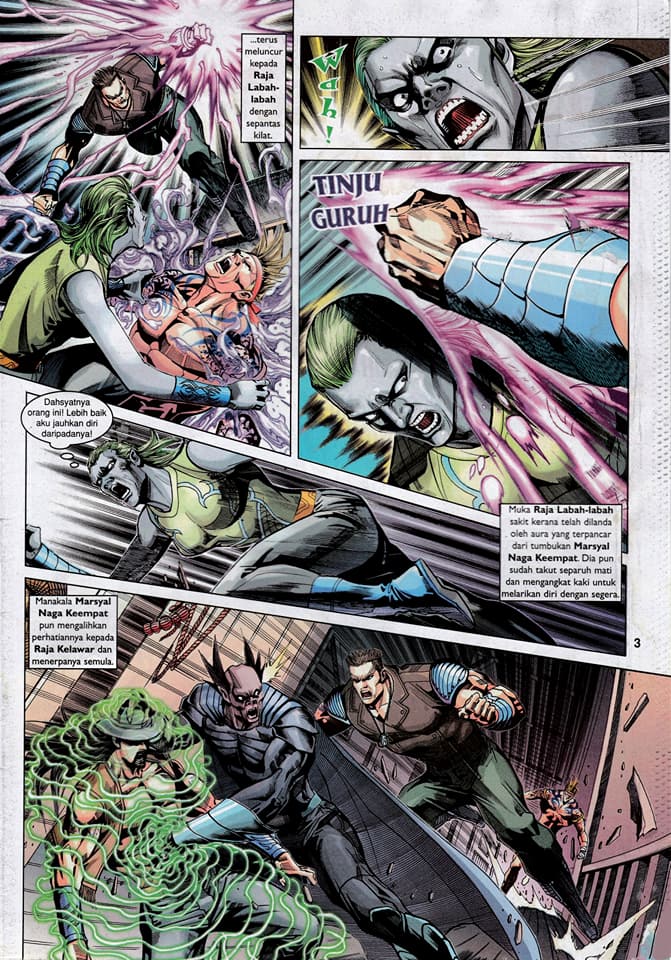 ...terus
meluncur
kepada
Raja
Labah-
labah
dengan
sepantas
kilat.
Wah!
TINJU
GURUH
Dahsyatnya
orang ini! Lebih baik
aku jauhkan diri
daripadanya!
Muka Raja Labah-labah
sakit kerana telah dilanda
oleh aura yang terpancar
dari tumbukan Marsyal
Naga Keempat. Dia pun
sudah takut separuh mati
dan mengangkat kaki untuk
melarikan diri dengan segera.
Manakala Marsyal
Naga Keempat
pun mengalihkan
perhatiannya kepada
Raja Kelawar dan
menerpanya semula.
3